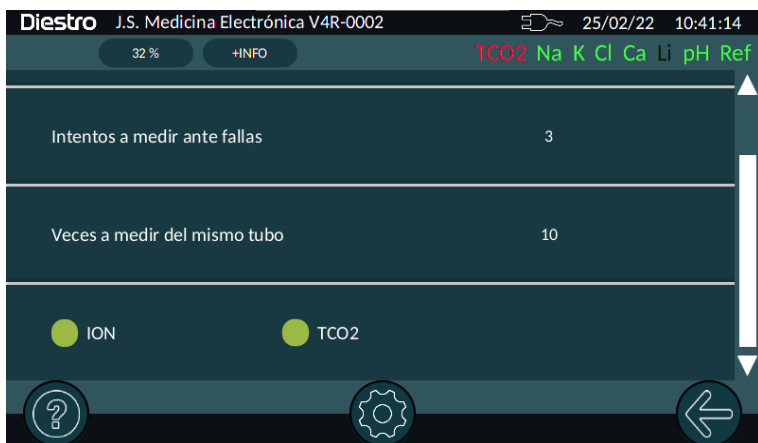 Diestro J.S. Medicina Electrónica V4R-0002 25/02/22 10:41:14
32 % +INFO TCO2 Na K Cl Ca Li pH Ref
Intentos a medir ante fallas 3
Veces a medir del mismo tubo 10
ION TCO2
?